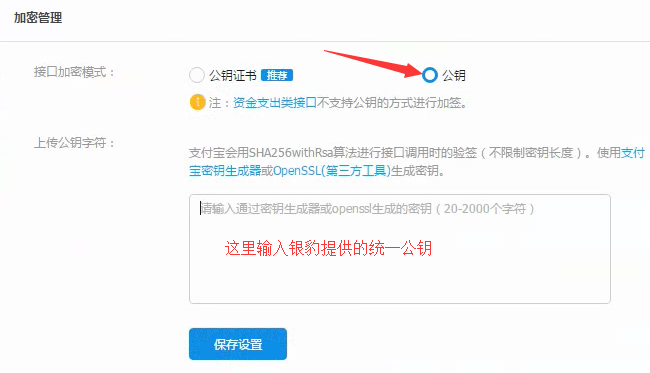 加密管理
接口加密模式：
公钥证书 推荐 公钥
! 注：资金支出类接口不支持公钥的方式进行加签。
上传公钥字符：
支付宝会用SHA256withRsa算法进行接口调用时的验签（不限制密钥长度）。使用支付
宝密钥生成器或OpenSSL(第三方工具)生成密钥。
请输入通过密钥生成器或openssl生成的密钥（20-2000个字符）
这里输入银豹提供的统一公钥
保存设置